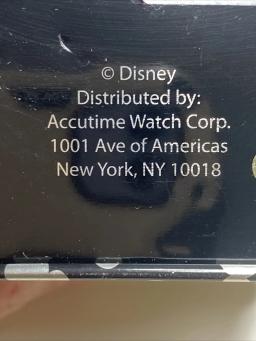 © Disney
Distributed by:
Accutime Watch Corp.
1001 Ave of Americas
New York, NY 10018